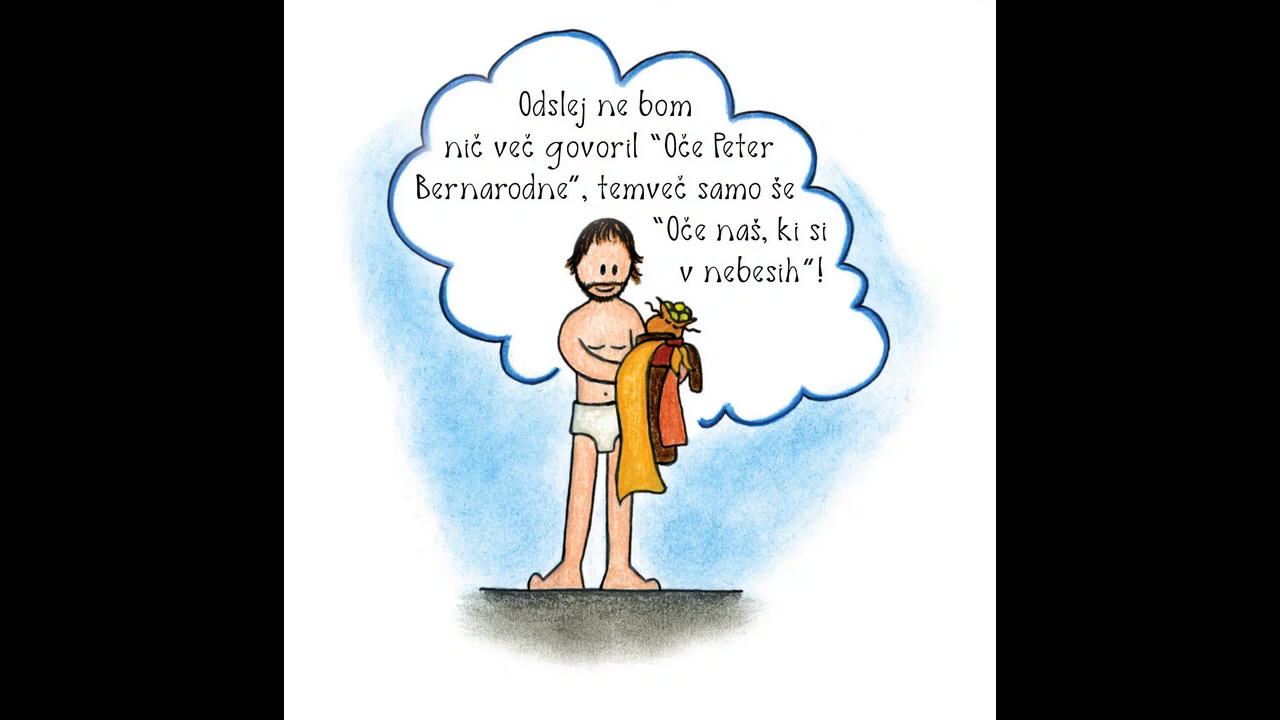 Odslej ne bom
nič več govoril “Oče Peter
Bernarodne”, temveč samo še
“Oče naš, ki si
v nebesih”!